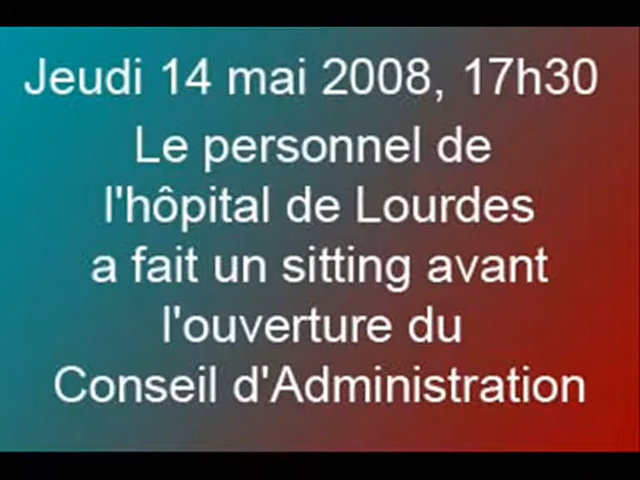 Jeudi 14 mai 2008, 17h30
Le personnel de
l'hôpital de Lourdes
a fait un sitting avant
l'ouverture du
Conseil d'Administration